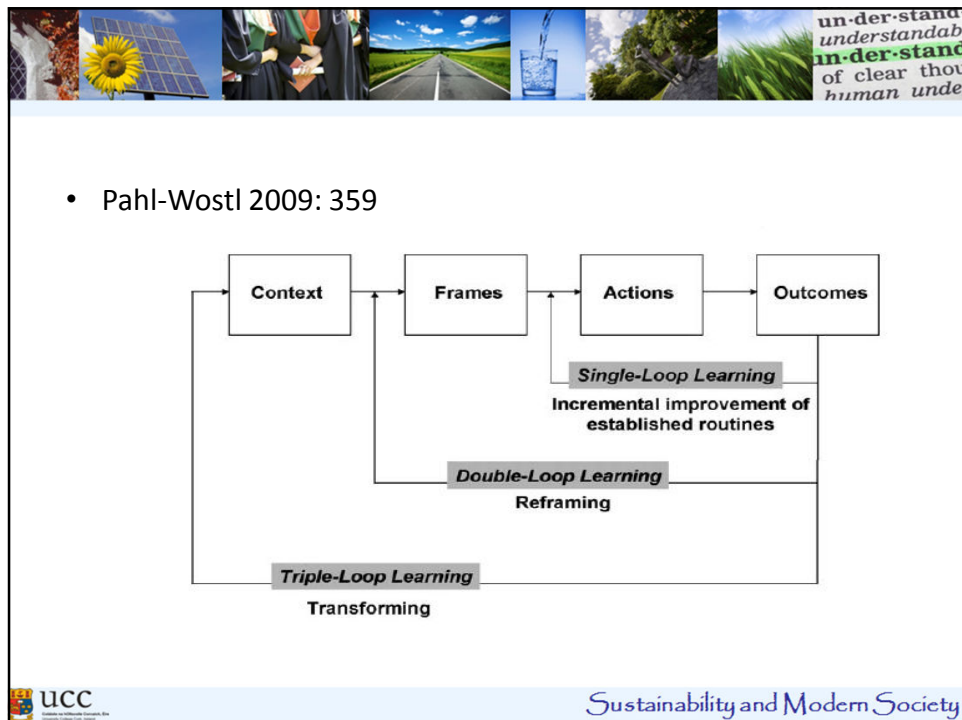 un·der·stand
understandab
un·der·stand
of clear thou
human unde
• Pahl-Wostl 2009: 359
Context
Frames
Actions
Outcomes
Single-Loop Learning
Incremental improvement of
established routines
Double-Loop Learning
Reframing
Triple-Loop Learning
Transforming
UCC
Sustainability and Modern Society